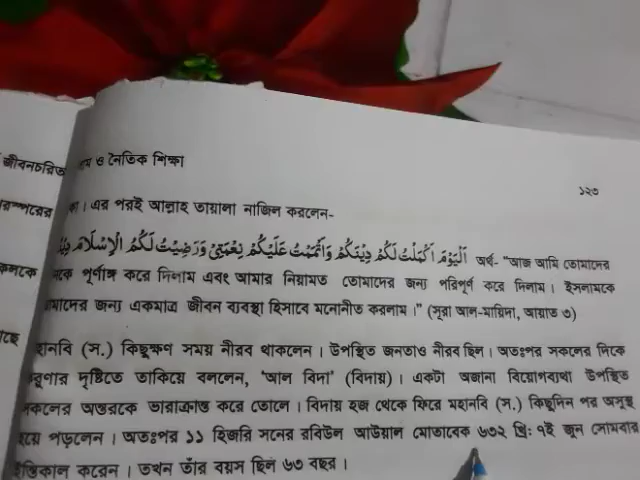 জীবনচরিত
ও নৈতিক শিক্ষা
১২৩
। এর পরই আল্লাহ তায়ালা নাজিল করলেন-
اَلْيَوْمَ اَكْمَلْتُ لَكُمْ دِيْنَكُمْ وَاَتْمَمْتُ عَلَيْكُمْ نِعْمَتِىْ وَرَضِيْتُ لَكُمُ الْاِسْلَامَ অর্থ- “আজ আমি তোমাদের
পূর্ণাঙ্গ করে দিলাম এবং আমার নিয়ামত তোমাদের জন্য পরিপূর্ণ করে দিলাম। ইসলামকে
জন্য একমাত্র জীবন ব্যবস্থা হিসাবে মনোনীত করলাম।” (সূরা আল-মায়িদা, আয়াত ৩)
মহানবি (স.) কিছুক্ষণ সময় নীরব থাকলেন। উপস্থিত জনতাও নীরব ছিল। অতঃপর সকলের দিকে
করুণার দৃষ্টিতে তাকিয়ে বললেন, ‘আল বিদা’ (বিদায়)। একটা অজানা বিয়োগব্যথা উপস্থিত
সকলের অন্তরকে ভারাক্রান্ত করে তোলে। বিদায় হজ থেকে ফিরে মহানবি (স.) কিছুদিন পর অসুস্থ
হয়ে পড়লেন। অতঃপর ১১ হিজরি সনের রবিউল আউয়াল মোতাবেক ৬৩২ খ্রি: ৭ই জুন সোমবার
ইন্তিকাল করেন। তখন তাঁর বয়স ছিল ৬৩ বছর।